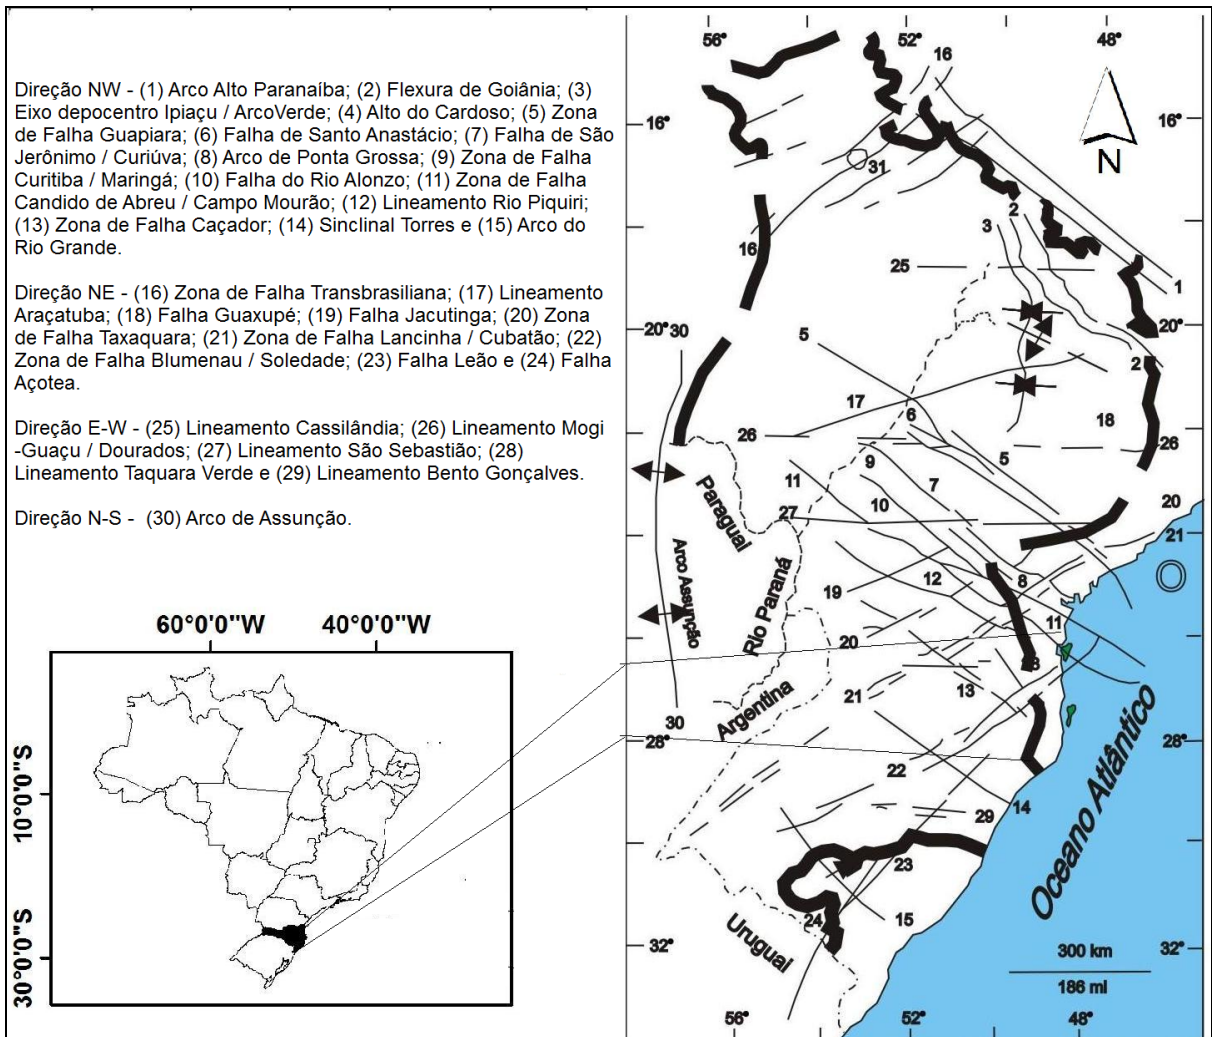 Direção NW - (1) Arco Alto Paranaíba; (2) Flexura de Goiânia; (3)
Eixo depocentro Ipiaçu / ArcoVerde; (4) Alto do Cardoso; (5) Zona
de Falha Guapiara; (6) Falha de Santo Anastácio; (7) Falha de São
Jerônimo / Curiúva; (8) Arco de Ponta Grossa; (9) Zona de Falha
Curitiba / Maringá; (10) Falha do Rio Alonzo; (11) Zona de Falha
Candido de Abreu / Campo Mourão; (12) Lineamento Rio Piquiri;
(13) Zona de Falha Caçador; (14) Sinclinal Torres e (15) Arco do
Rio Grande.
Direção NE - (16) Zona de Falha Transbrasiliana; (17) Lineamento
Araçatuba; (18) Falha Guaxupé; (19) Falha Jacutinga; (20) Zona
de Falha Taxaquara; (21) Zona de Falha Lancinha / Cubatão; (22)
Zona de Falha Blumenau / Soledade; (23) Falha Leão e (24) Falha
Açotea.
Direção E-W - (25) Lineamento Cassilândia; (26) Lineamento Mogi
-Guaçu / Dourados; (27) Lineamento São Sebastião; (28)
Lineamento Taquara Verde e (29) Lineamento Bento Gonçalves.
Direção N-S -  (30) Arco de Assunção.
60°0'0"W
40°0'0"W
10°0'0"S
30°0'0"S
56°
52°
48°
16
16°
16°
N
31
2
3
16
25
1
20°
30
20°
5
2
17
6
18
26
26
9
5
11
7
10
20
Paraguai
27
21
Arco Assunção
Rio Paraná
12
8
O
19
11
20
13
21
Argentina
30
28°
28°
22
14
29
Oceano Atlântico
23
24
15
Uruguai
32°
32°
300 km
186 mi
56°
52°
48°